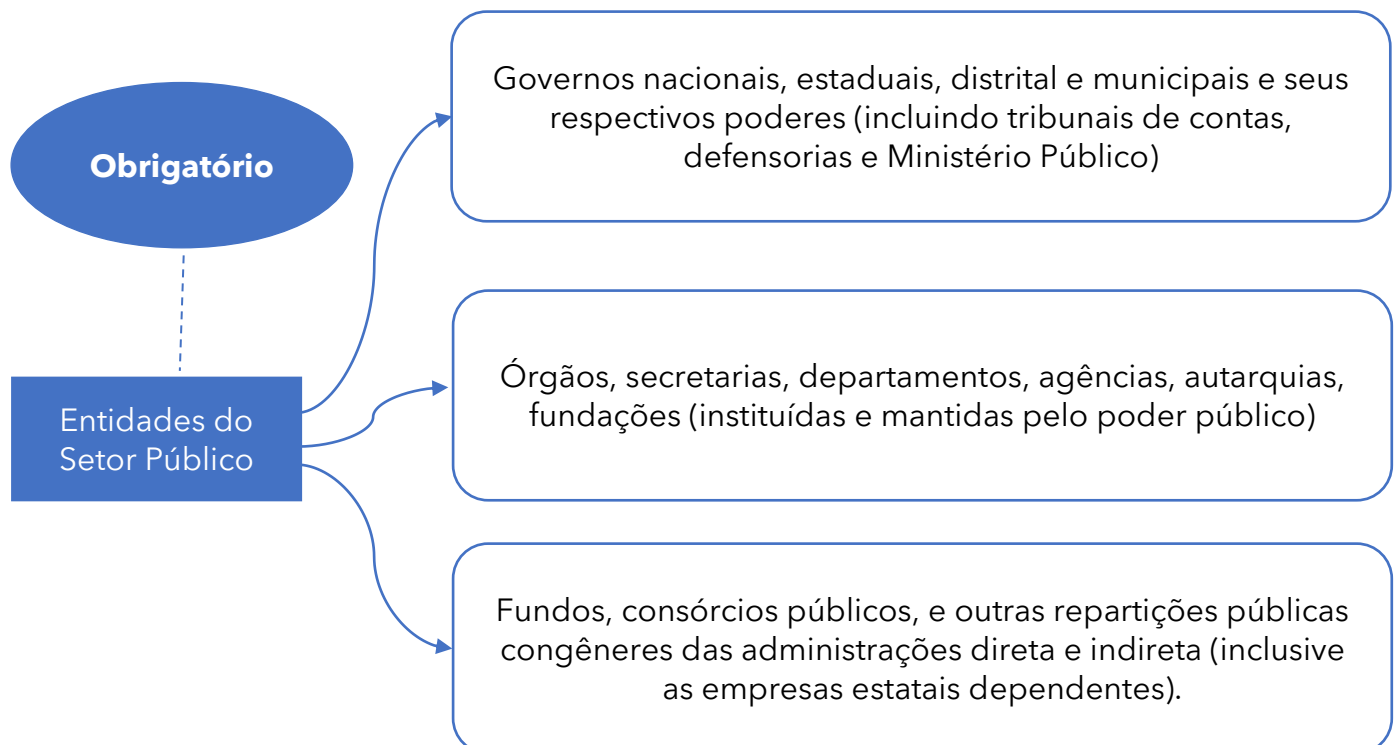 Obrigatório
Entidades do
Setor Público
Governos nacionais, estaduais, distrital e municipais e seus
respectivos poderes (incluindo tribunais de contas,
defensorias e Ministério Público)
Órgãos, secretarias, departamentos, agências, autarquias,
fundações (instituídas e mantidas pelo poder público)
Fundos, consórcios públicos, e outras repartições públicas
congêneres das administrações direta e indireta (inclusive
as empresas estatais dependentes).